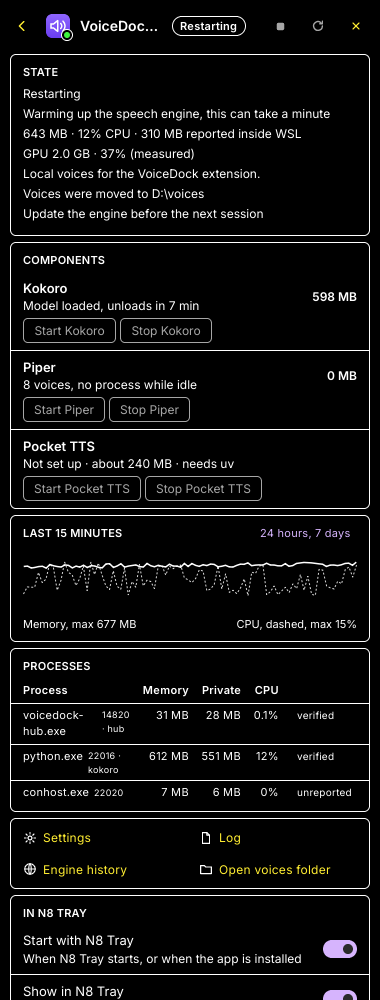 VoiceDoc...
Restarting
STATE
Restarting
Warming up the speech engine, this can take a minute
643 MB · 12% CPU · 310 MB reported inside WSL
GPU 2.0 GB · 37% (measured)
Local voices for the VoiceDock extension.
Voices were moved to D:\voices
Update the engine before the next session
COMPONENTS
Kokoro
Model loaded, unloads in 7 min
598 MB
Start Kokoro
Stop Kokoro
Piper
8 voices, no process while idle
0 MB
Start Piper
Stop Piper
Pocket TTS
Not set up · about 240 MB · needs uv
Start Pocket TTS
Stop Pocket TTS
LAST 15 MINUTES
24 hours, 7 days
Memory, max 677 MB
CPU, dashed, max 15%
PROCESSES
Process Memory Private CPU
voicedock-hub.exe 14820 · hub 31 MB 28 MB 0.1% verified
python.exe 22016 · kokoro 612 MB 551 MB 12% verified
conhost.exe 22020 7 MB 6 MB 0% unreported
Settings
Log
Engine history
Open voices folder
IN N8 TRAY
Start with N8 Tray
When N8 Tray starts, or when the app is installed
Show in N8 Tray